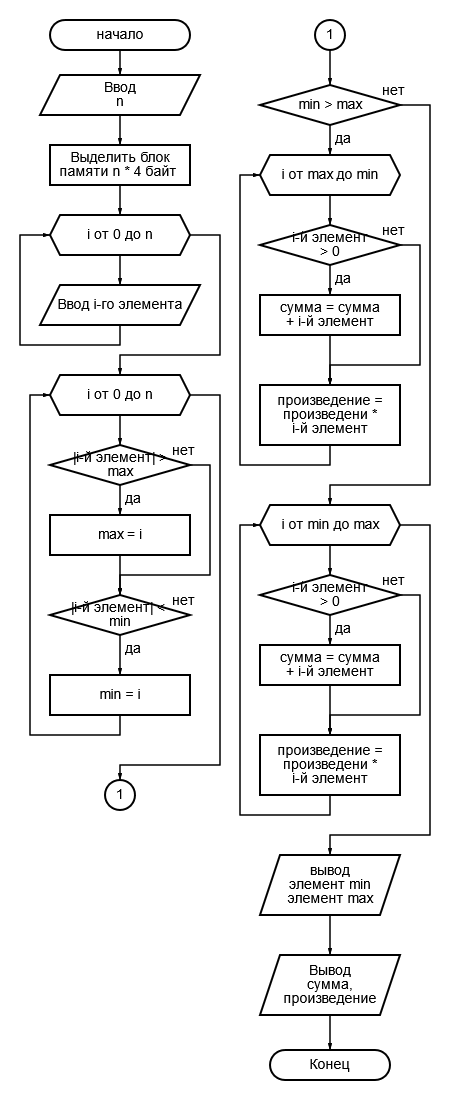 начало
Ввод
n
Выделить блок
памяти n * 4 байт
i от 0 до n
Ввод i-го элемента
i от 0 до n
|i-й элемент| >
max
нет
да
max = i
|i-й элемент| <
min
нет
да
min = i
1
1
min > max
нет
да
i от max до min
i-й элемент
> 0
нет
да
сумма = сумма
+ i-й элемент
произведение =
произведени *
i-й элемент
i от min до max
i-й элемент
> 0
нет
да
сумма = сумма
+ i-й элемент
произведение =
произведени *
i-й элемент
вывод
элемент min
элемент max
Вывод
сумма,
произведение
Конец